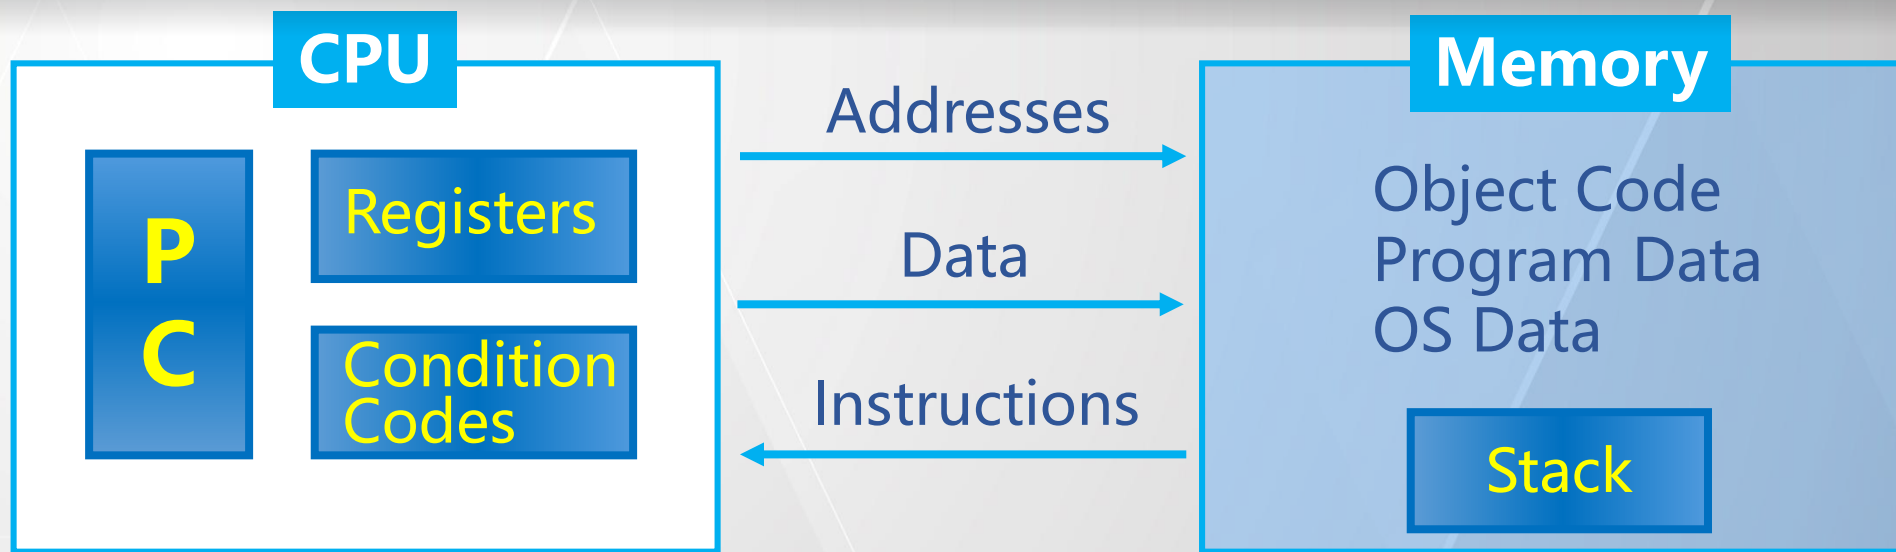 CPU
P
C
Registers
Condition
Codes
Addresses
Data
Instructions
Memory
Object Code
Program Data
OS Data
Stack